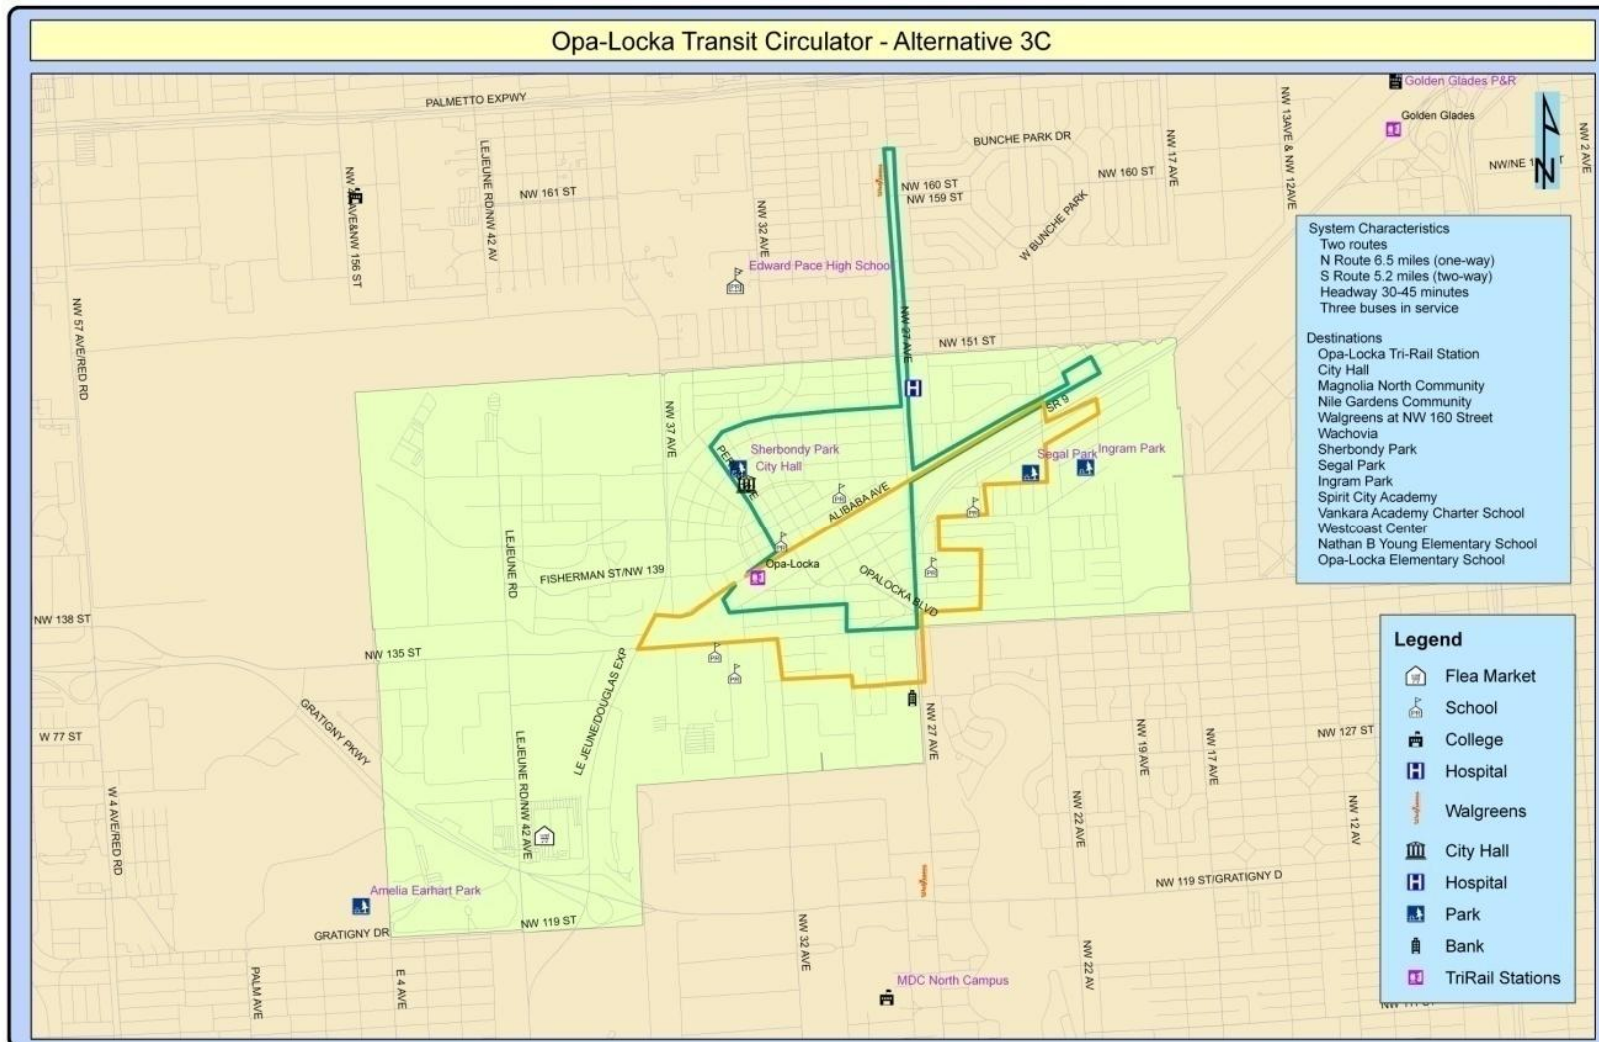 Opa-Locka Transit Circulator - Alternative 3C
Golden Glades P&R
Golden Glades
PALMETTO EXPWY
BUNCHE PARK DR
NW 13AVE & NW 12AVE
NW 2 AVE
NW 17 AVE
LEJEUNE RD/NW 42 AV
NW/NE
NW 161 ST
NW 160 ST
NW 160 ST
NW 159 ST
W BUNCHE PARK
NW
AVE&NW 156 ST
NW 32 AVE
Edward Pace High School
NW 57 AVE/RED RD
NW 27 AVE
NW 151 ST
System Characteristics
Two routes
N Route 6.5 miles (one-way)
S Route 5.2 miles (two-way)
Headway 30-45 minutes
Three buses in service
Destinations
Opa-Locka Tri-Rail Station
City Hall
Magnolia North Community
Nile Gardens Community
Walgreens at NW 160 Street
Wachovia
Sherbondy Park
Segal Park
Ingram Park
Spirit City Academy
Vankara Academy Charter School
Westcoast Center
Nathan B Young Elementary School
Opa-Locka Elementary School
NW 37 AVE
SR 9
Sherbondy Park
City Hall
Segal Park
Ingram Park
ALIBABA AVE
LEJEUNE RD
Opa-Locka
FISHERMAN ST/NW 139
OPALOCKA BLVD
NW 138 ST
NW 135 ST
LE JEUNE/DOUGLAS EXP
GRATIGNY PKWY
W 77 ST
NW 27 AVE
NW 19 AVE
NW 17 AVE
NW 127 ST
LEJEUNE RD/NW 42 AVE
W 4 AVE/RED RD
NW 22 AVE
NW 12 AV
Amelia Earhart Park
NW 119 ST/GRATIGNY D
NW 119 ST
GRATIGNY DR
NW 32 AVE
PALM AVE
E 4 AVE
NW 22 AV
MDC North Campus
N
Legend
Flea Market
School
College
Hospital
Walgreens
City Hall
Hospital
Park
Bank
TriRail Stations